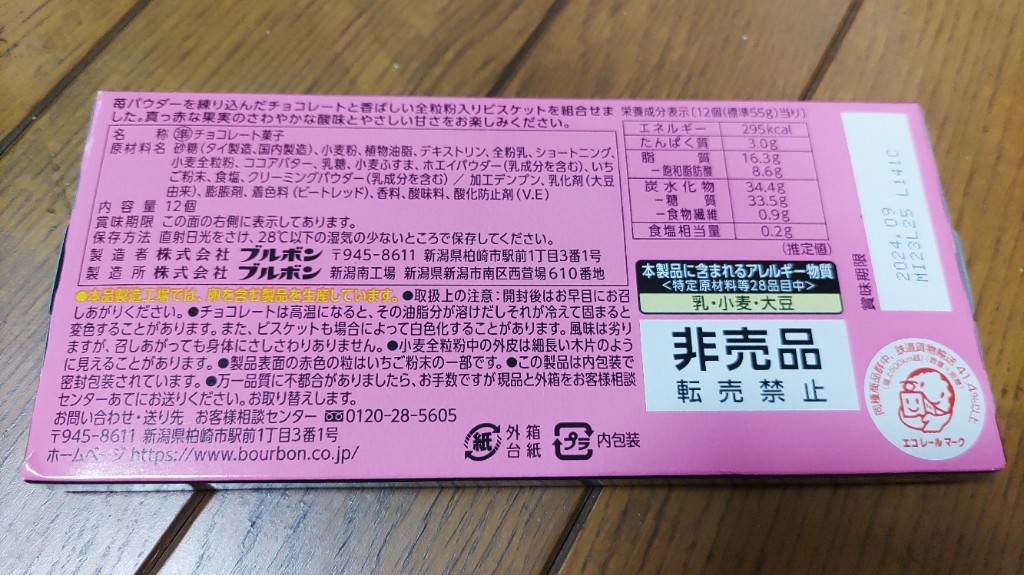 苺パウダーを練り込んだチョコレートと香ばしい全粒粉入りビスケットを組合せま
した。真っ赤な果実のさわやかな酸味とやさしい甘さをお楽しみください。
名 称 準チョコレート菓子
原材料名 砂糖(タイ製造、国内製造)、小麦粉、植物油脂、デキストリン、全粉乳、ショートニング、
小麦全粒粉、ココアバター、乳糖、小麦ふすま、ホエイパウダー(乳成分を含む)、いち
ご粉末、食塩、クリーミングパウダー(乳成分を含む) / 加工デンプン、乳化剤(大豆
由来)、膨脹剤、着色料(ビートレッド)、香料、酸味料、酸化防止剤(V.E)
内 容 量 12個
賞味期限 この面の右側に表示してあります。
保存方法 直射日光をさけ、28℃以下の湿気の少ないところで保存してください。
製 造 者 株式会社 ブルボン 〒945-8611 新潟県柏崎市駅前1丁目3番1号
製 造 所 株式会社 ブルボン 新潟南工場 新潟県新潟市南区西萱場610番地
●本品製造工場では、卵を含む製品を生産しています。●取扱上の注意:開封後はお早目にお召
しあがりください。●チョコレートは高温になると、その油脂分が溶けだしそれが冷えて固まると
変色することがあります。また、ビスケットも場合によって白色化することがあります。風味は劣り
ますが、召しあがっても身体にさしさわりありません。●小麦全粒粉中の外皮は細長い木片のよう
に見えることがあります。●製品表面の赤色の粒はいちご粉末の一部です。●この製品は内包装で
密封包装されています。●万一品質に不都合がありましたら、お手数ですが現品と外箱をお客様相談
センターあてにお送りください。お取り替えします。
お問い合わせ・送り先 お客様相談センター 0120-28-5605
〒945-8611 新潟県柏崎市駅前1丁目3番1号
ホームページ https://www.bourbon.co.jp/
紙 外箱
台紙
プラ 内包装
栄養成分表示(12個(標準55g)当り)
エネルギー 295kcal
たんぱく質 3.0g
脂 質 16.3g
-飽和脂肪酸 8.6g
炭水化物 34.4g
-糖 質 33.5g
-食物繊維 0.9g
食塩相当量 0.2g
(推定値)
本製品に含まれるアレルギー物質
<特定原材料等28品目中>
乳・小麦・大豆
非売品
転売禁止
賞味期限
2024.09
MI23L25 L141C
エコレールマーク